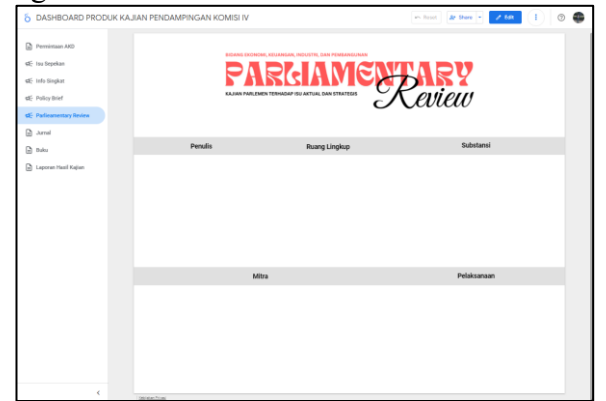 DASHBOARD PRODUK KAJIAN PENDAMPINGAN KOMISI IV
Reset
Share
Edit
Permintaan AKD
Isu Sepekan
Info Singkat
Policy Brief
Parliamentary Review
Jurnal
Buku
Laporan Hasil Kajian
BIDANG EKONOMI, KEUANGAN, INDUSTRI, DAN PEMBANGUNAN
PARLIAMENTARY
KAJIAN PARLEMEN TERHADAP ISU AKTUAL DAN STRATEGIS
Review
Penulis Ruang Lingkup Substansi
Mitra Pelaksanaan